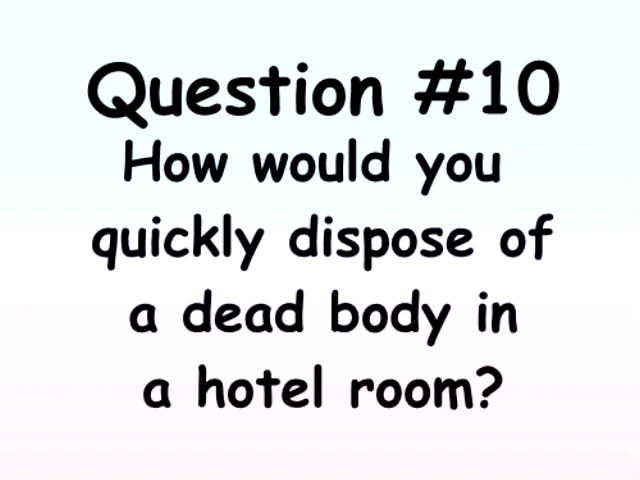 Question #10
How would you
quickly dispose of
a dead body in
a hotel room?